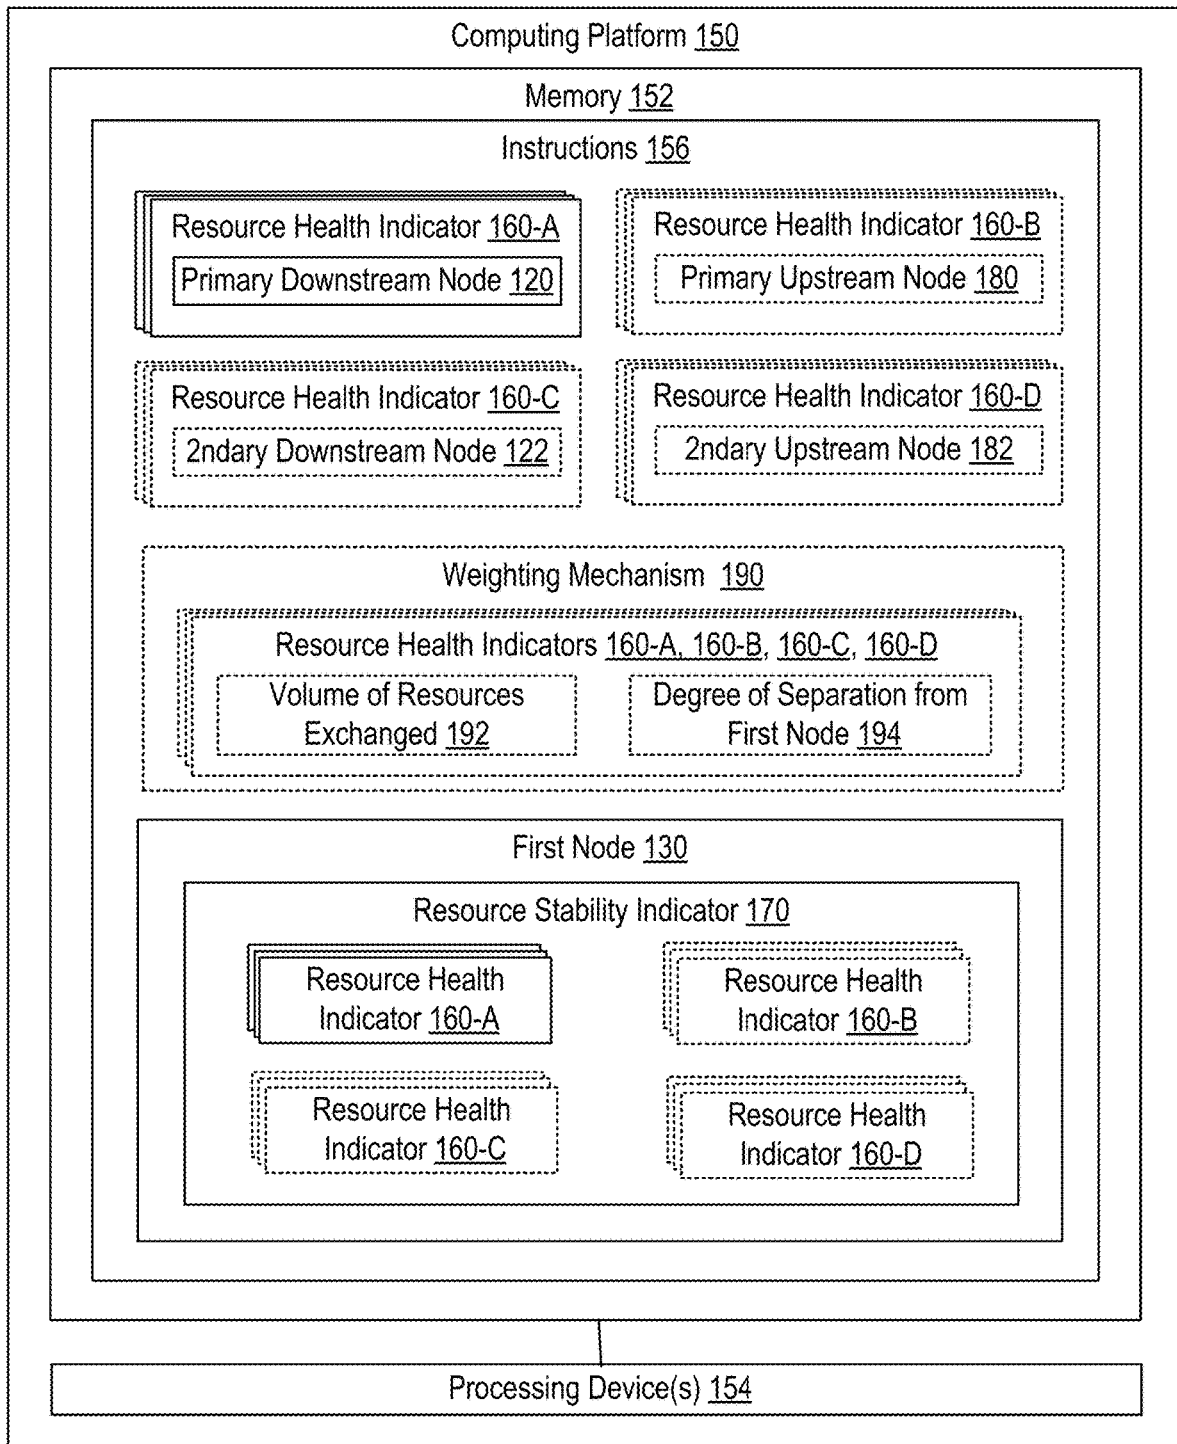 Computing Platform 150
Memory 152
Instructions 156
Resource Health Indicator 160-A
Primary Downstream Node 120
Resource Health Indicator 160-B
Primary Upstream Node 180
Resource Health Indicator 160-C
2ndary Downstream Node 122
Resource Health Indicator 160-D
2ndary Upstream Node 182
Weighting Mechanism 190
Resource Health Indicators 160-A, 160-B, 160-C, 160-D
Volume of Resources
Exchanged 192
Degree of Separation from
First Node 194
First Node 130
Resource Stability Indicator 170
Resource Health
Indicator 160-A
Resource Health
Indicator 160-B
Resource Health
Indicator 160-C
Resource Health
Indicator 160-D
Processing Device(s) 154